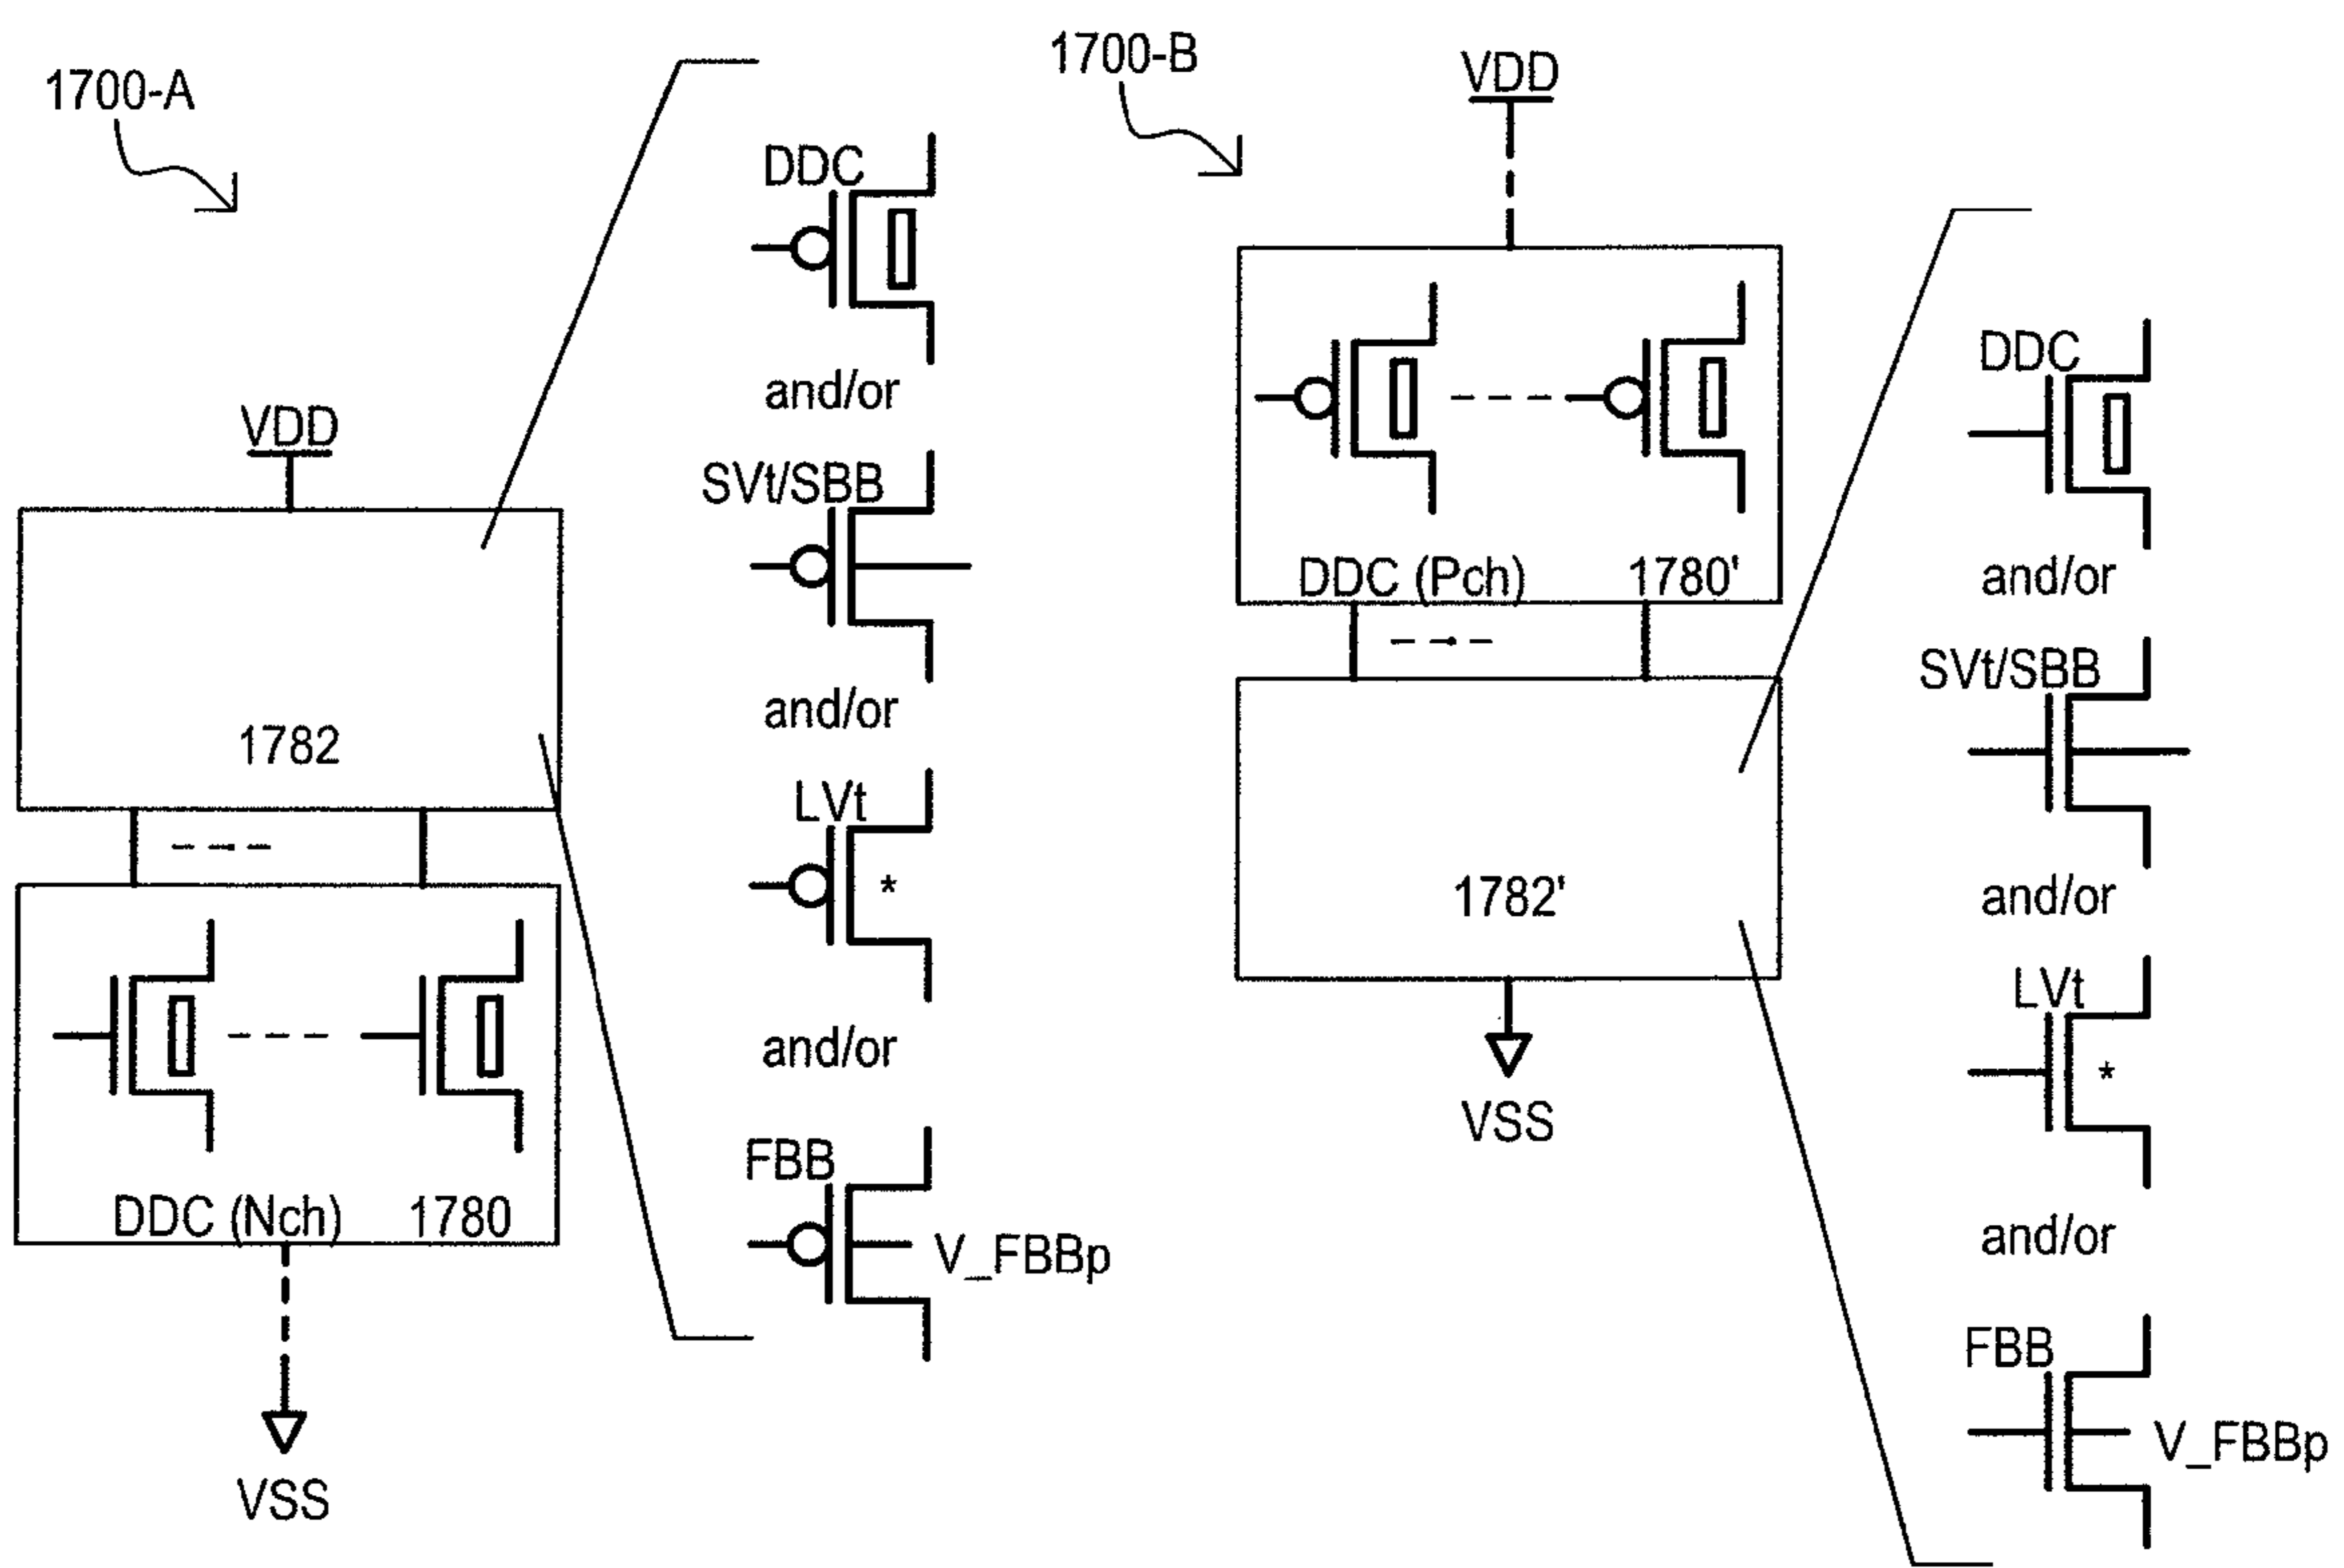 1700-A
DDC
and/or
SVt/SBB
and/or
LVt
*
and/or
FBB
V_FBBp
VDD
1782
DDC (Nch) 1780
VSS
1700-B
VDD
DDC (Pch) 1780'
1782'
VSS
DDC
and/or
SVt/SBB
and/or
LVt
*
and/or
FBB
V_FBBp